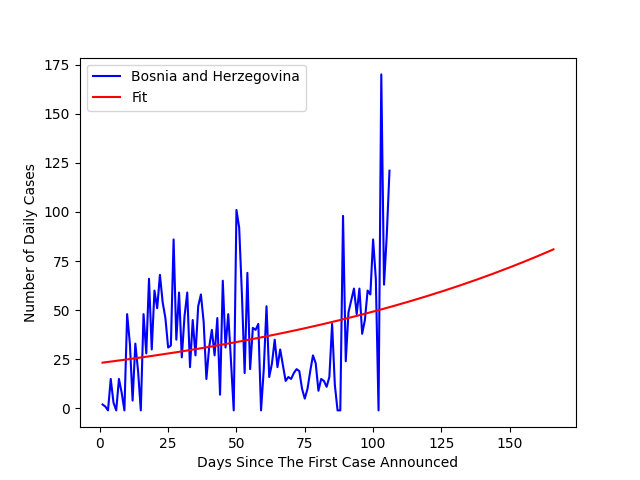 Bosnia and Herzegovina
Fit
175
150
125
100
75
50
25
0
Number of Daily Cases
0 25 50 75 100 125 150
Days Since The First Case Announced